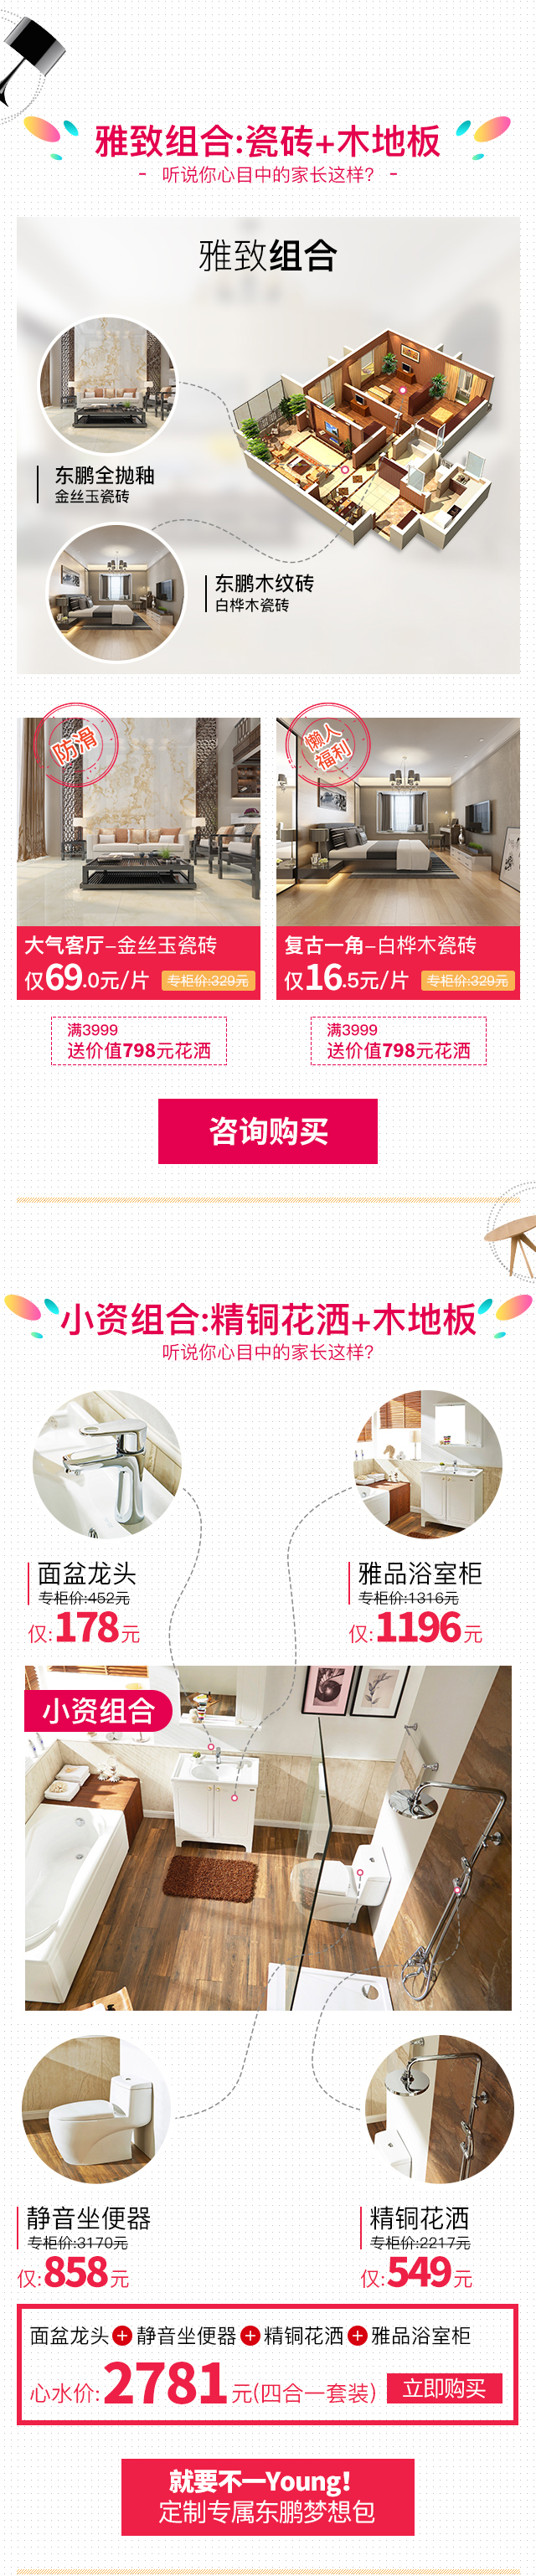 雅致组合:瓷砖+木地板
- 听说你心目中的家长这样? -
雅致组合
东鹏全抛釉
金丝玉瓷砖
东鹏木纹砖
白桦木瓷砖
防滑
懒人
福利
大气客厅-金丝玉瓷砖
仅69.0元/片 专柜价:329元
复古一角-白桦木瓷砖
仅16.5元/片 专柜价:329元
满3999
送价值798元花洒
满3999
送价值798元花洒
咨询购买
小资组合:精铜花洒+木地板
听说你心目中的家长这样?
面盆龙头
专柜价:452元
仅:178元
雅品浴室柜
专柜价:1316元
仅:1196元
小资组合
静音坐便器
专柜价:3170元
仅:858元
精铜花洒
专柜价:2217元
仅:549元
面盆龙头+静音坐便器+精铜花洒+雅品浴室柜
心水价:2781元(四合一套装) 立即购买
就要不一Young!
定制专属东鹏梦想包